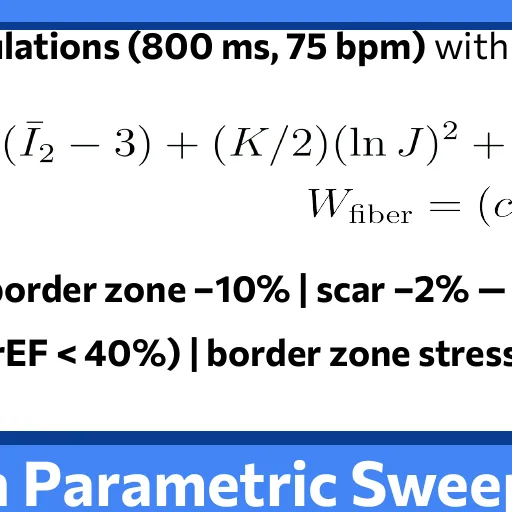 ulations (800 ms, 75 bpm) with
(Ī₂ − 3) + (K/2)(ln J)² +
W_fiber = (c
border zone −10% | scar −2% —
rEF < 40%) | border zone stress
n Parametric Sweep